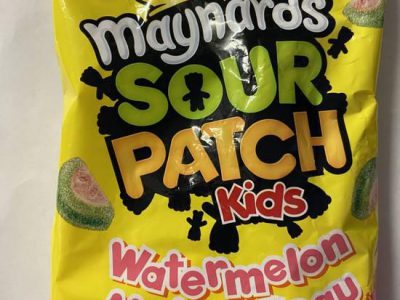 maynards
SOUR
PATCH
Kids
Watermelon